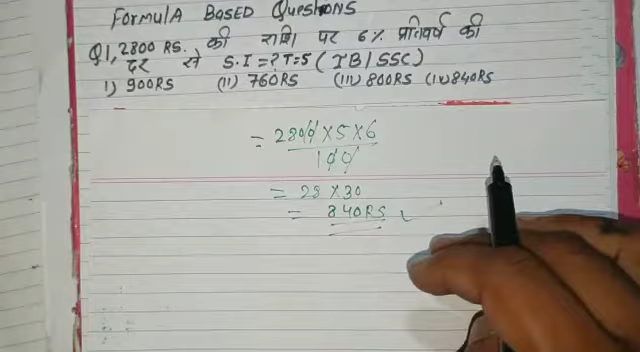 FORMULA BASED QUESTIONS
Q1, 2800 RS. की राशि पर 6% प्रतिवर्ष की
दर से S.I=? T=5 (IB/SSC)
I) 900RS (II) 760RS (III) 800RS (IV) 840RS
= 2800 X 5 X 6
100
= 28 X 30
= 840RS